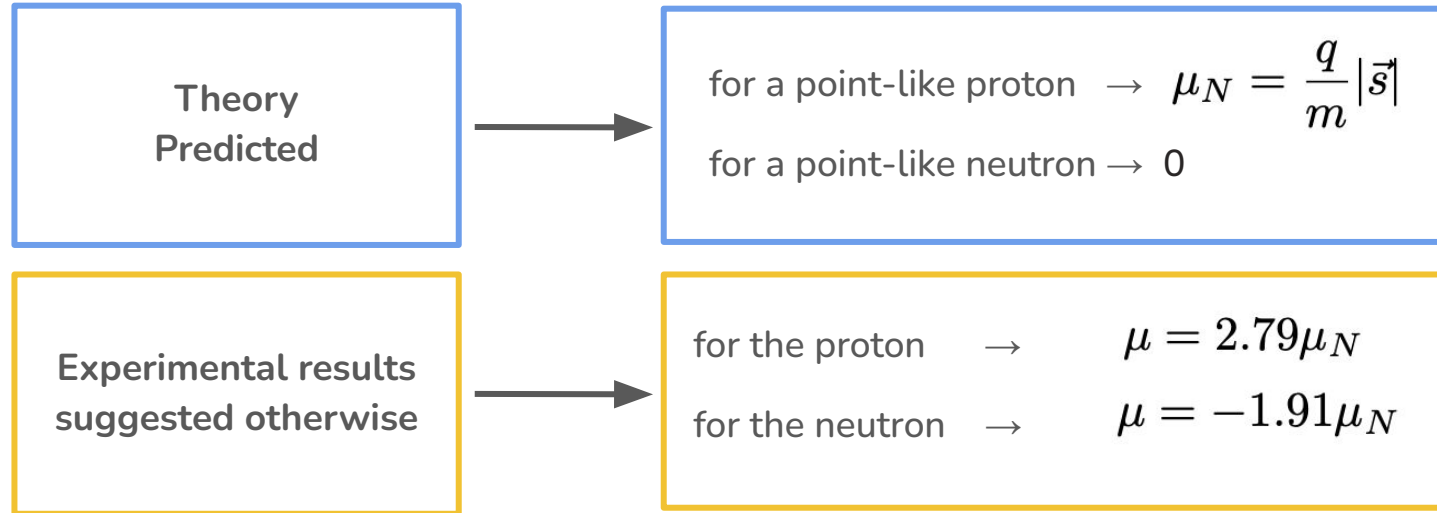 Theory
Predicted
for a point-like proton → μ_N = q/m |s⃗|
for a point-like neutron → 0
Experimental results
suggested otherwise
for the proton → μ = 2.79μ_N
for the neutron → μ = −1.91μ_N